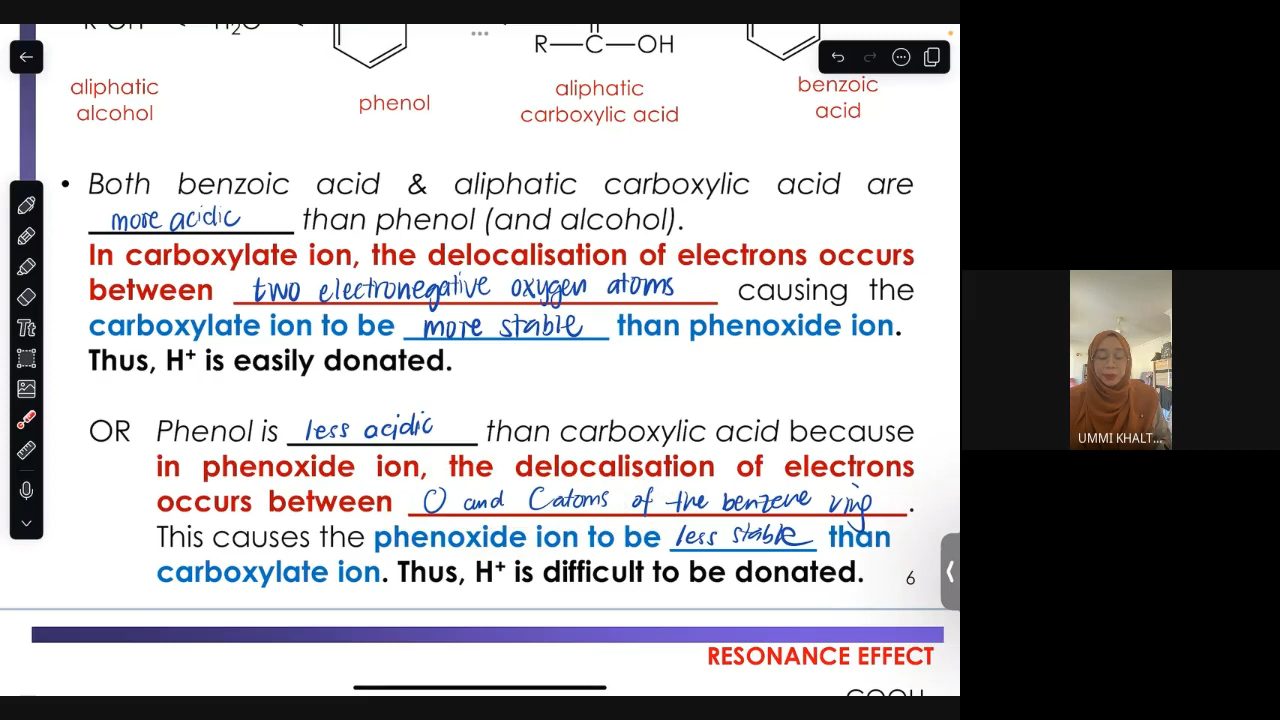 aliphatic
alcohol
phenol
R—C—OH
aliphatic
carboxylic acid
benzoic
acid
• Both benzoic acid & aliphatic carboxylic acid are
more acidic than phenol (and alcohol).
In carboxylate ion, the delocalisation of electrons occurs
between two electronegative oxygen atoms causing the
carboxylate ion to be more stable than phenoxide ion.
Thus, H⁺ is easily donated.
OR Phenol is less acidic than carboxylic acid because
in phenoxide ion, the delocalisation of electrons
occurs between O and C atoms of the benzene ring.
This causes the phenoxide ion to be less stable than
carboxylate ion. Thus, H⁺ is difficult to be donated.
6
RESONANCE EFFECT
COOH
Tt
UMMI KHALT...